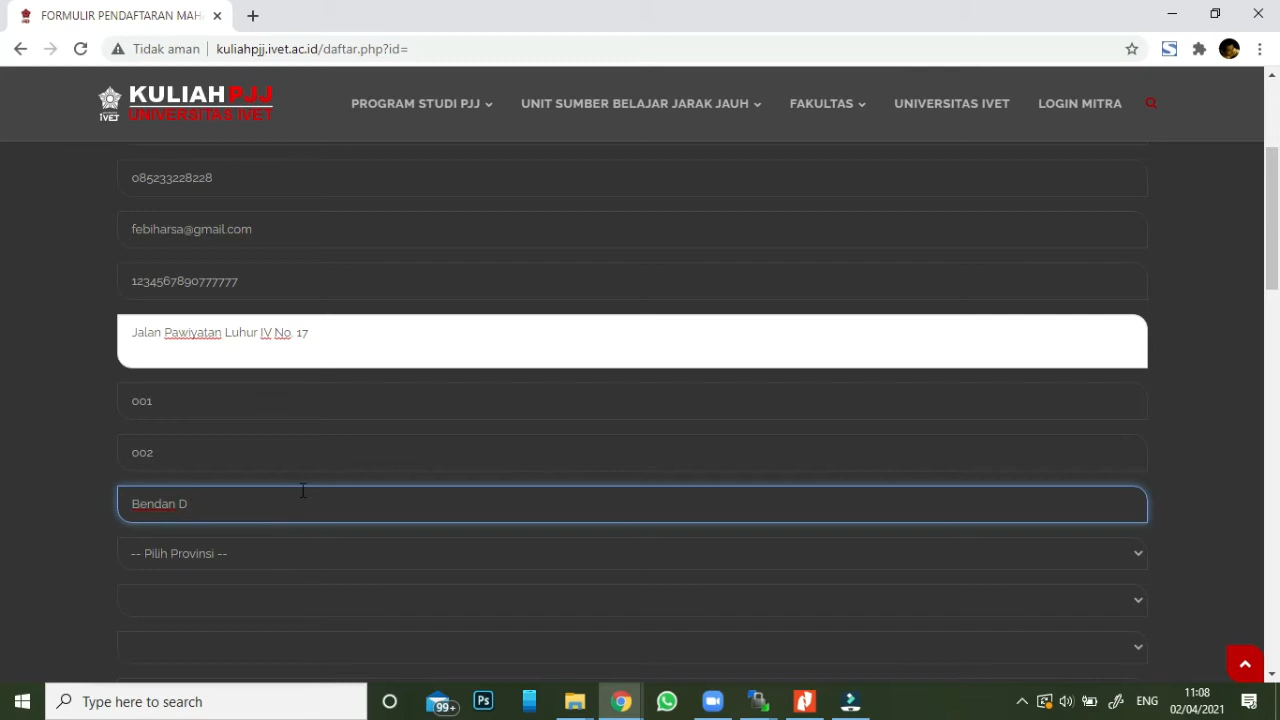 FORMULIR PENDAFTARAN MAHA
Tidak aman kuliahpjj.ivet.ac.id/daftar.php?id=
KULIAH PJJ
UNIVERSITAS IVET
IVET
PROGRAM STUDI PJJ UNIT SUMBER BELAJAR JARAK JAUH FAKULTAS UNIVERSITAS IVET LOGIN MITRA
085233228228
febiharsa@gmail.com
1234567890777777
Jalan Pawiyatan Luhur IV No. 17
001
002
Bendan D
-- Pilih Provinsi --
Type here to search
99+
Ps
ENG
11:08
02/04/2021